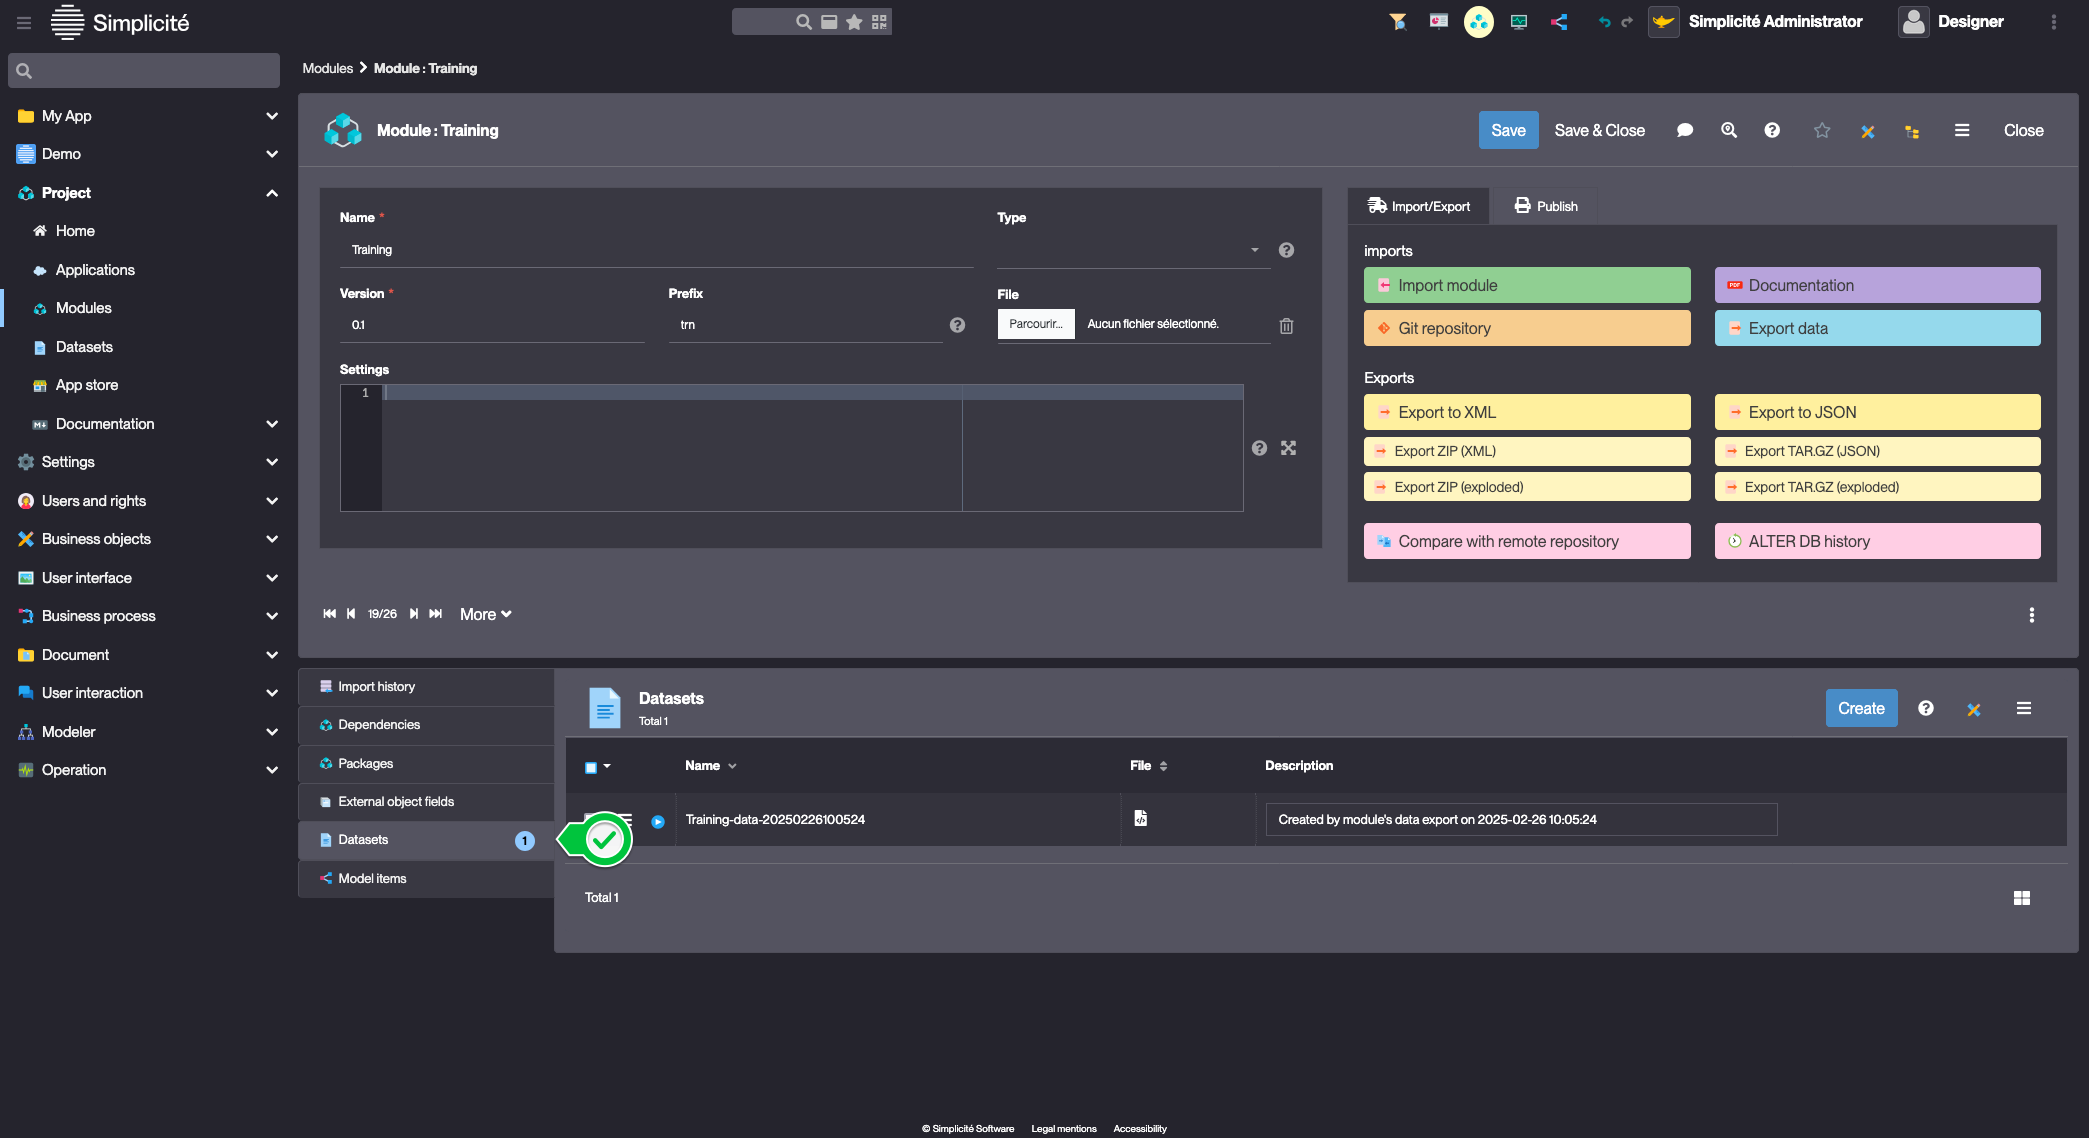 Simplicité
Simplicité Administrator
Designer
Modules
Module : Training
My App
Demo
Project
Home
Applications
Modules
Datasets
App store
Documentation
Settings
Users and rights
Business objects
User interface
Business process
Document
User interaction
Modeler
Operation
Module : Training
Save
Save & Close
Close
Name *
Training
Type
Version *
0.1
Prefix
trn
File
Parcourir...
Aucun fichier sélectionné.
Settings
1
Import/Export
Publish
imports
Import module
PDF Documentation
Git repository
Export data
Exports
Export to XML
Export to JSON
Export ZIP (XML)
Export TAR.GZ (JSON)
Export ZIP (exploded)
Export TAR.GZ (exploded)
Compare with remote repository
ALTER DB history
19/26
More
Import history
Dependencies
Packages
External object fields
Datasets
1
Model items
Datasets
Total 1
Create
Name
File
Description
Training-data-20250226100524
Created by module's data export on 2025-02-26 10:05:24
Total 1
© Simplicité Software
Legal mentions
Accessibility